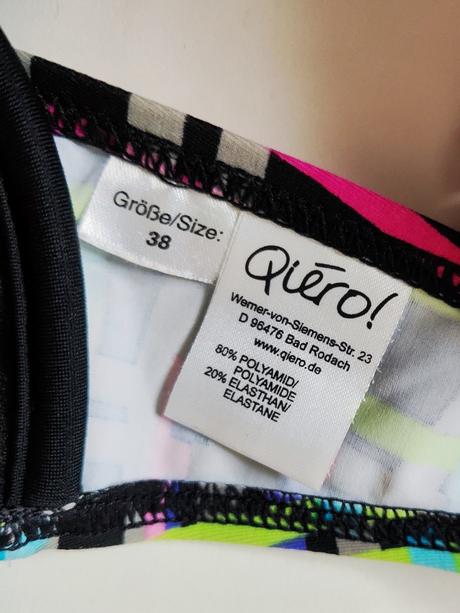 Größe/Size:
38
Qiéro!
Werner-von-Siemens-Str. 23
D 96476 Bad Rodach
www.qiero.de
80% POLYAMID/
POLYAMIDE
20% ELASTHAN/
ELASTANE